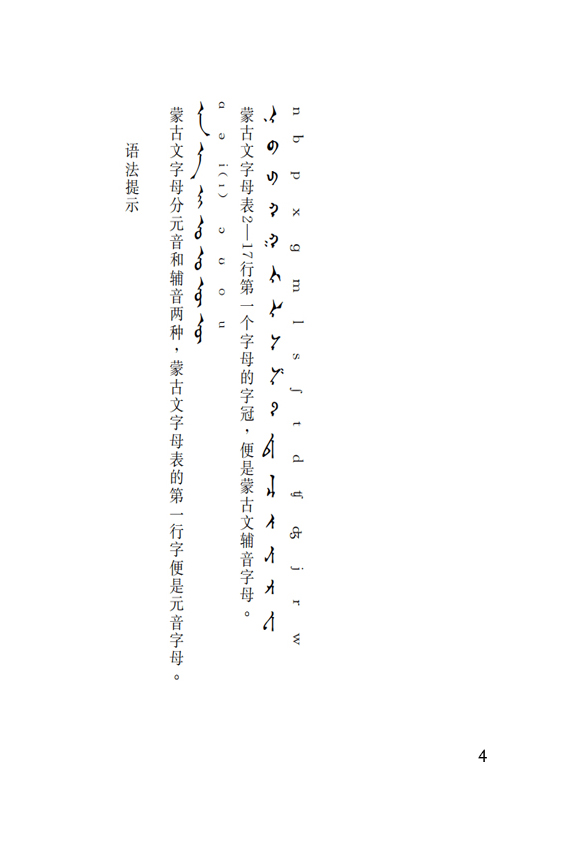 语法提示
蒙古文字母分元音和辅音两种，蒙古文字母表的第一行字便是元音字母。
ᠠ ᠡ ᠢ ᠣ ᠤ ᠥ ᠦ
ɑ ə i(ɪ) ɔ ʊ o u
蒙古文字母表2—17行第一个字母的字冠，便是蒙古文辅音字母。
ᠨ ᠪ ᠫ ᠬ ᠭ ᠮ ᠯ ᠰ ᠱ ᠲ ᠳ ᠴ ᠵ ᠶ ᠷ ᠸ
n b p x g m l s ʃ t d ʧ ʤ j r w
4